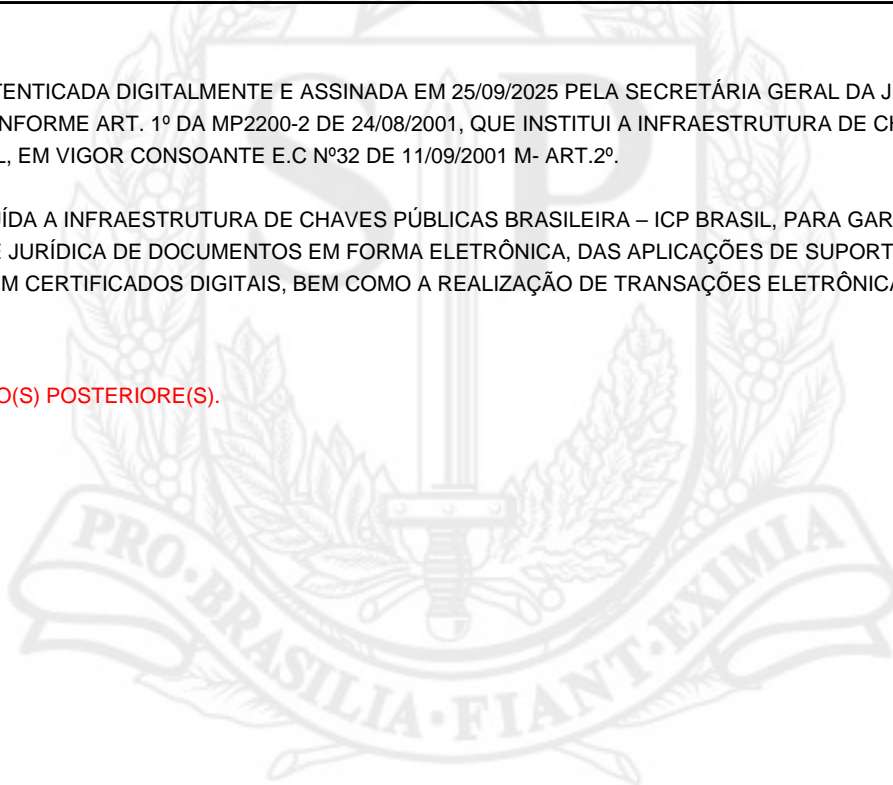 TENTICADA DIGITALMENTE E ASSINADA EM 25/09/2025 PELA SECRETÁRIA GERAL DA J
NFORME ART. 1º DA MP2200-2 DE 24/08/2001, QUE INSTITUI A INFRAESTRUTURA DE CH
L, EM VIGOR CONSOANTE E.C Nº32 DE 11/09/2001 M- ART.2º.
ÍDA A INFRAESTRUTURA DE CHAVES PÚBLICAS BRASILEIRA – ICP BRASIL, PARA GAR
E JURÍDICA DE DOCUMENTOS EM FORMA ELETRÔNICA, DAS APLICAÇÕES DE SUPORT
M CERTIFICADOS DIGITAIS, BEM COMO A REALIZAÇÃO DE TRANSAÇÕES ELETRÔNICA
O(S) POSTERIORE(S).
SP
PRO·BRASILIA·FIANT·EXIMIA